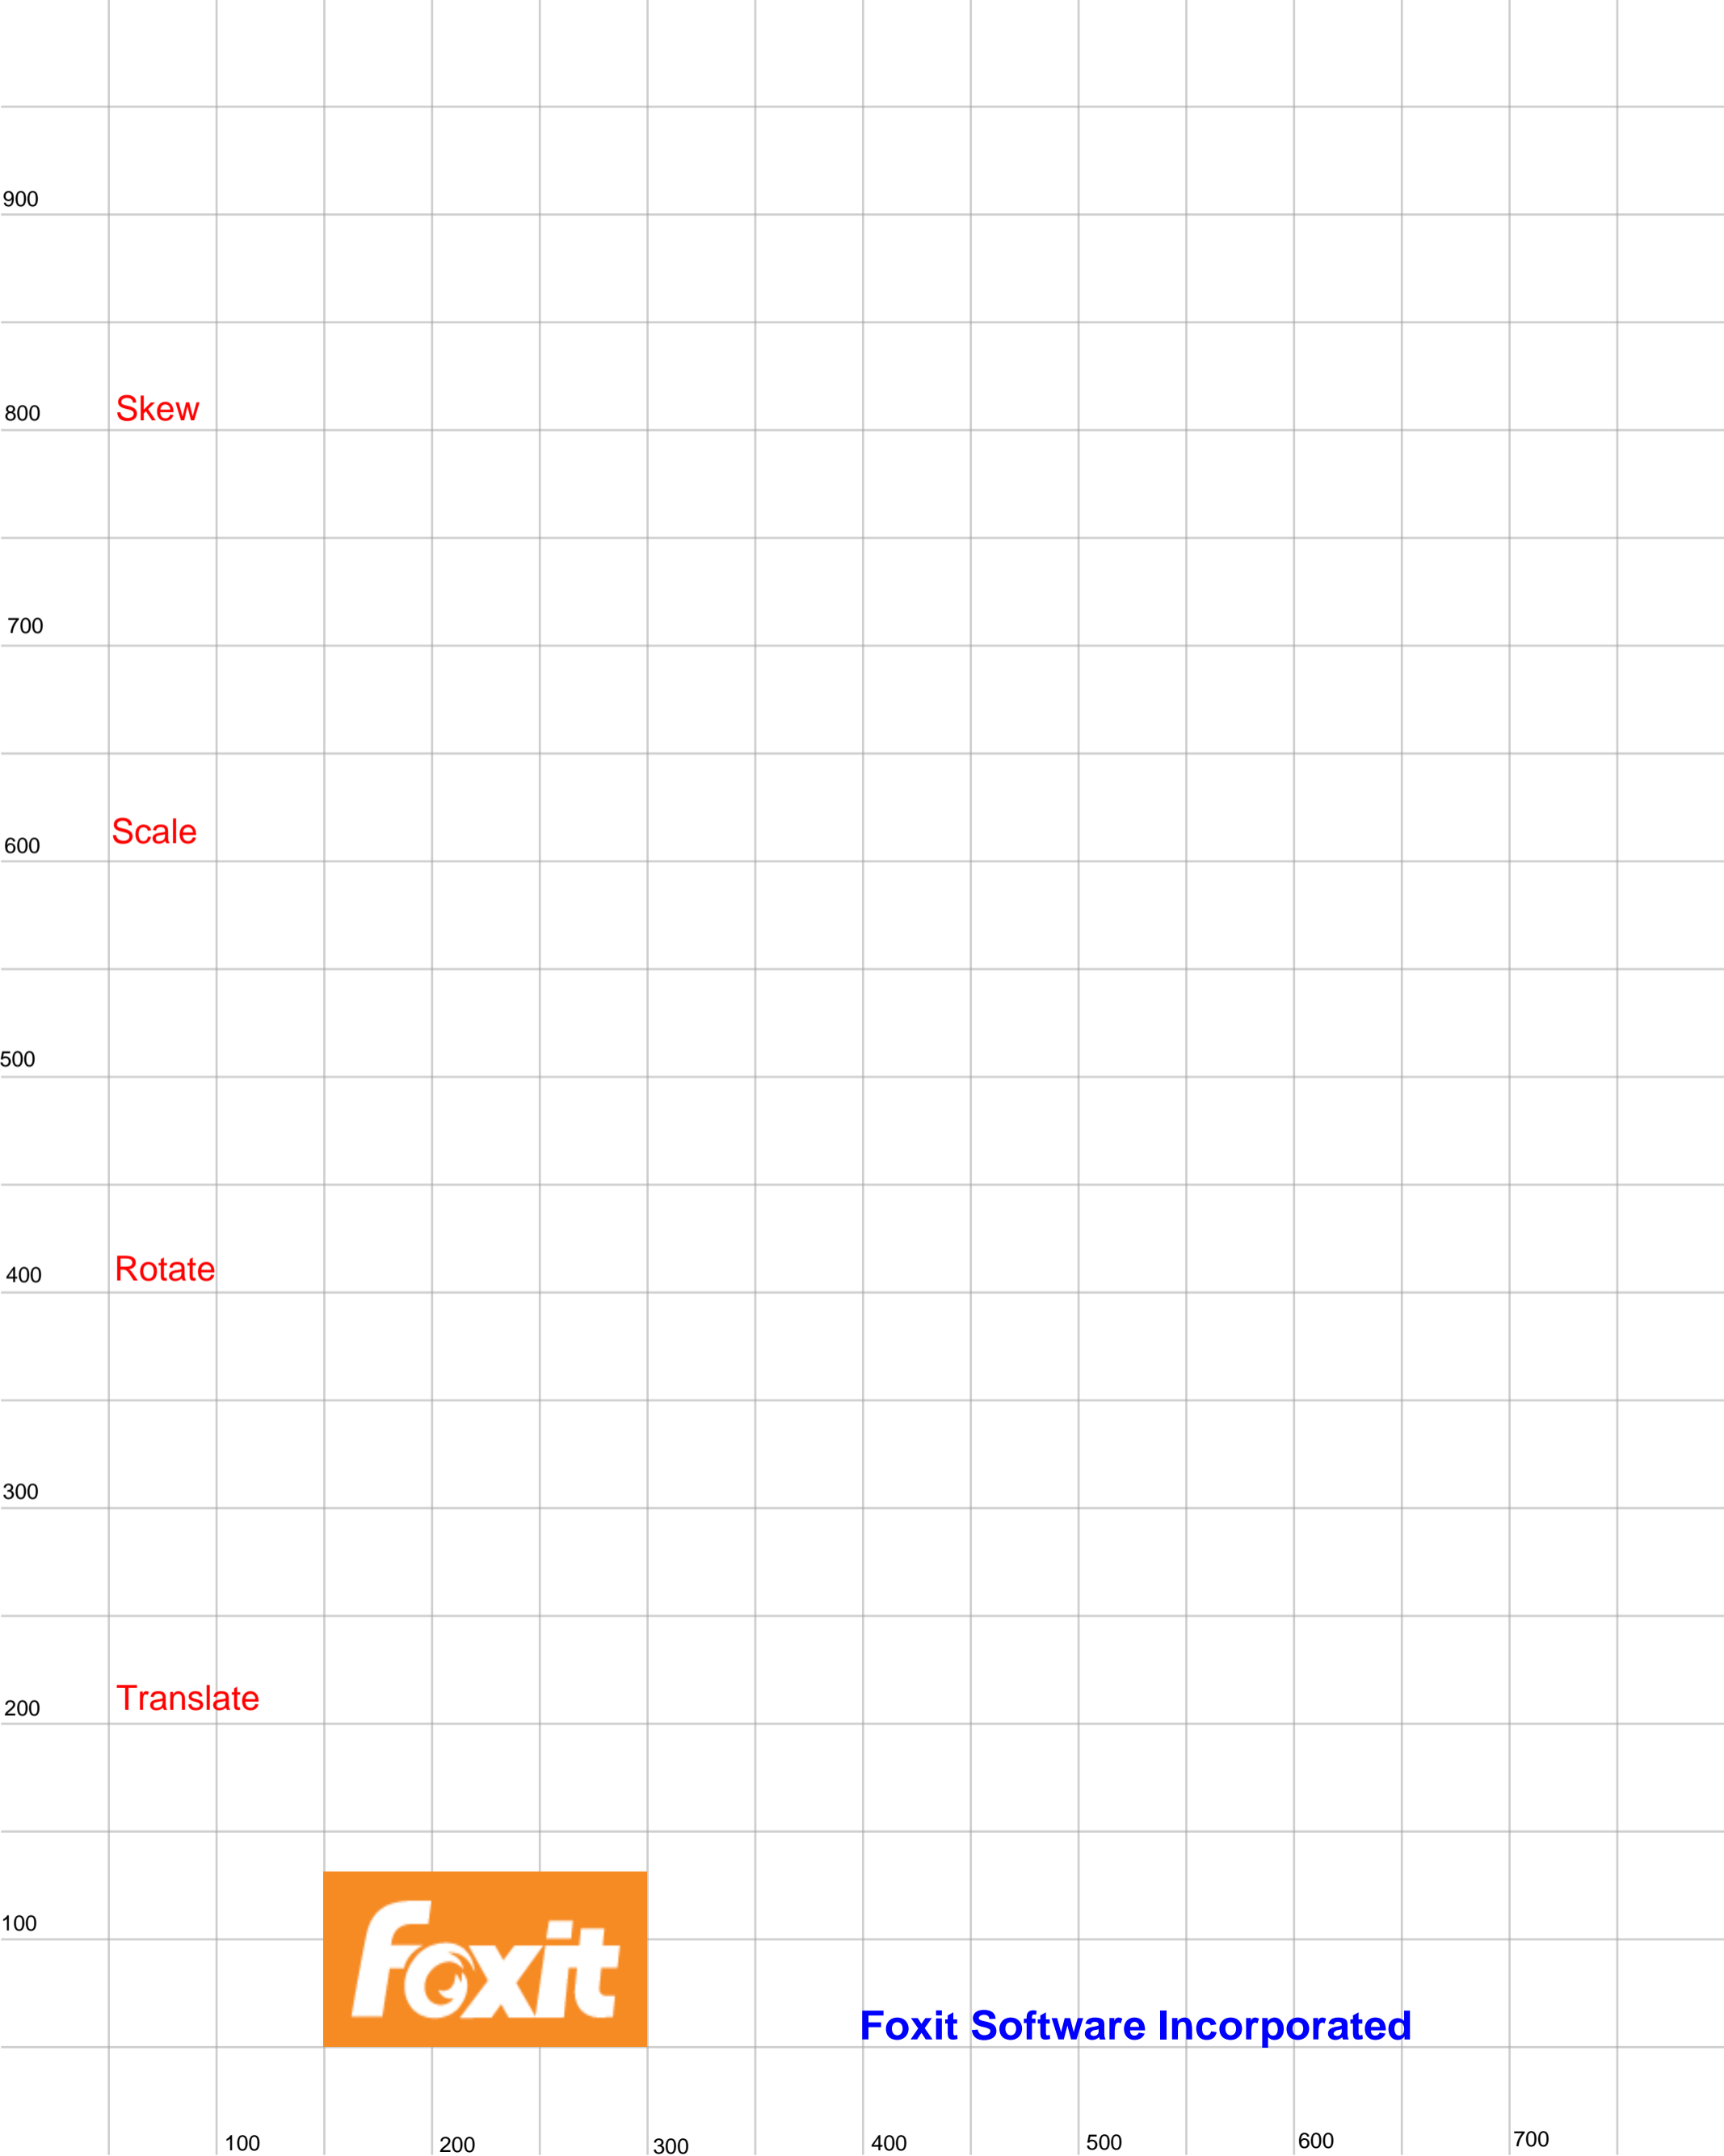 900
800 Skew
700
600 Scale
500
400 Rotate
300
200 Translate
100
foxit
Foxit Software Incorporated
100 200 300 400 500 600 700